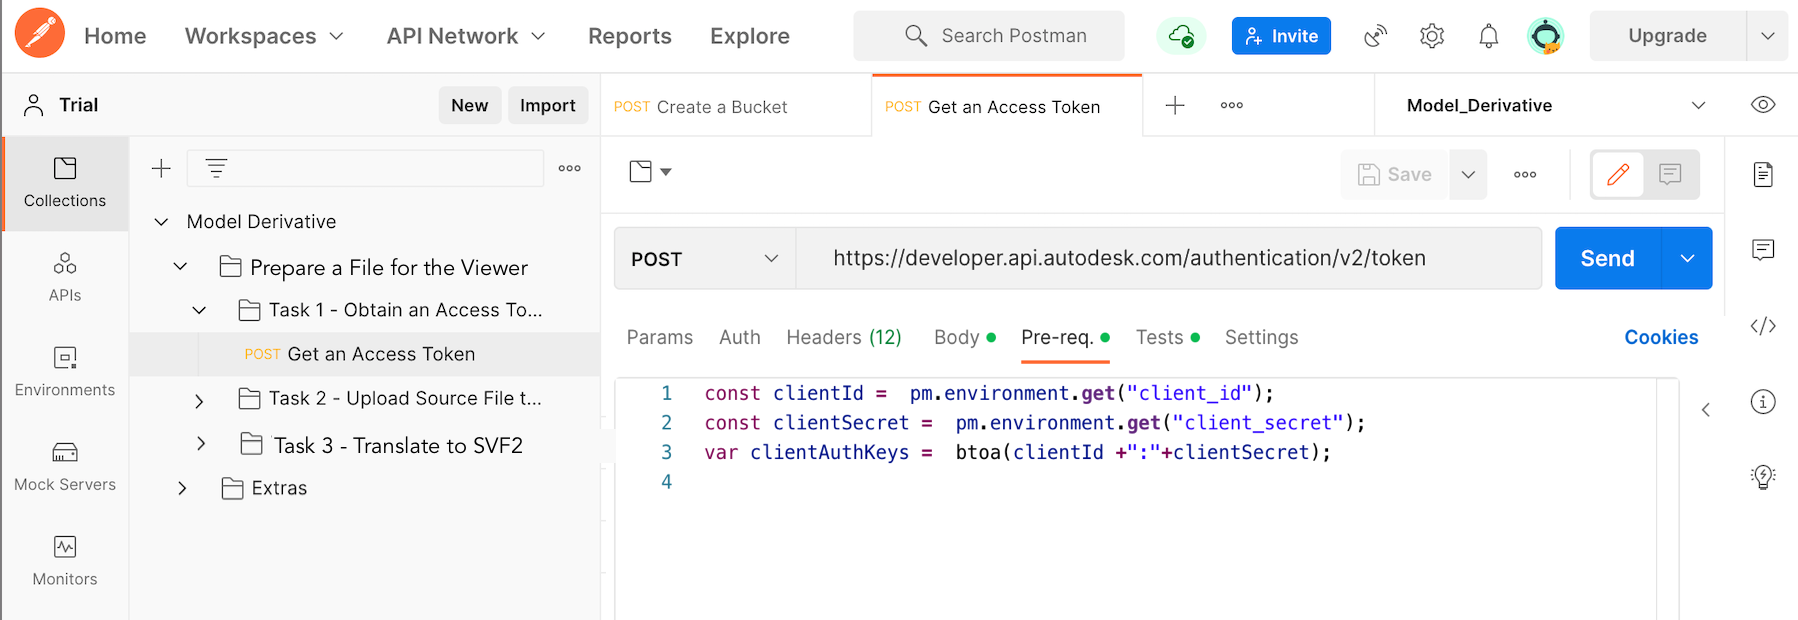 Home Workspaces API Network Reports Explore Search Postman Invite Upgrade
Trial New Import POST Create a Bucket POST Get an Access Token Model_Derivative
Collections
APIs
Environments
Mock Servers
Monitors
Model Derivative
Prepare a File for the Viewer
Task 1 - Obtain an Access To...
POST Get an Access Token
Task 2 - Upload Source File t...
Task 3 - Translate to SVF2
Extras
Save
POST https://developer.api.autodesk.com/authentication/v2/token Send
Params Auth Headers (12) Body Pre-req. Tests Settings Cookies
1 const clientId = pm.environment.get("client_id");
2 const clientSecret = pm.environment.get("client_secret");
3 var clientAuthKeys = btoa(clientId +":"+clientSecret);
4